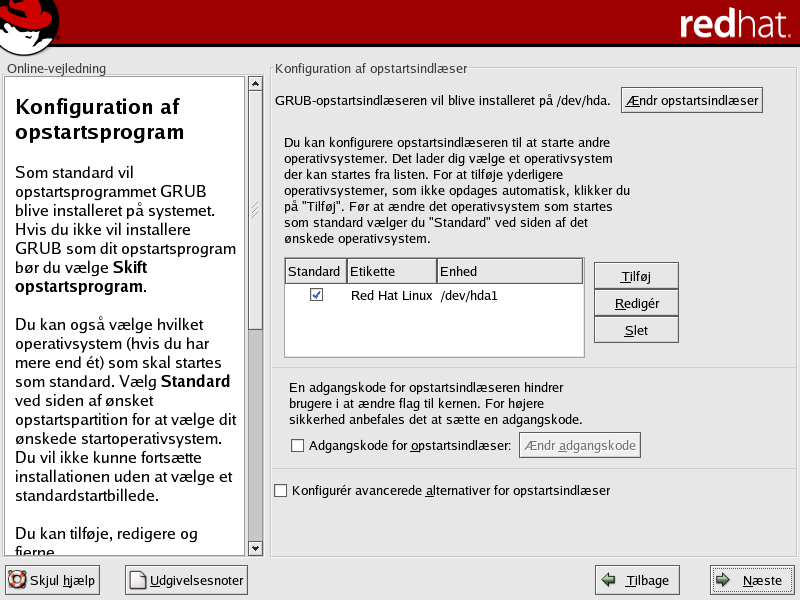 redhat.
Online-vejledning
Konfiguration af
opstartsprogram
Som standard vil
opstartsprogrammet GRUB
blive installeret på systemet.
Hvis du ikke vil installere
GRUB som dit opstartsprogram
bør du vælge Skift
opstartsprogram.
Du kan også vælge hvilket
operativsystem (hvis du har
mere end ét) som skal startes
som standard. Vælg Standard
ved siden af ønsket
opstartspartition for at vælge dit
ønskede startoperativsystem.
Du vil ikke kunne fortsætte
installationen uden at vælge et
standardstartbillede.
Du kan tilføje, redigere og
fjerne
Konfiguration af opstartsindlæser
GRUB-opstartsindlæseren vil blive installeret på /dev/hda.
Ændr opstartsindlæser
Du kan konfigurere opstartsindlæseren til at starte andre
operativsystemer. Det lader dig vælge et operativsystem
der kan startes fra listen. For at tilføje yderligere
operativsystemer, som ikke opdages automatisk, klikker du
på "Tilføj". Før at ændre det operativsystem som startes
som standard vælger du "Standard" ved siden af det
ønskede operativsystem.
Standard Etikette Enhed
Red Hat Linux /dev/hda1
Tilføj
Redigér
Slet
En adgangskode for opstartsindlæseren hindrer
brugere i at ændre flag til kernen. For højere
sikkerhed anbefales det at sætte en adgangskode.
Adgangskode for opstartsindlæser: Ændr adgangskode
Konfigurér avancerede alternativer for opstartsindlæser
Skjul hjælp
Udgivelsesnoter
Tilbage
Næste